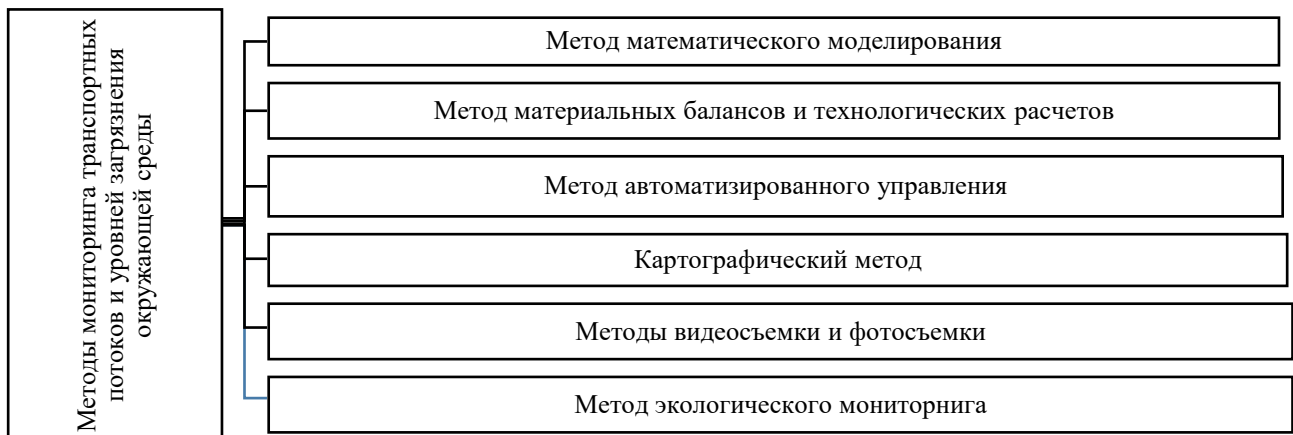 Методы мониторинга транспортных
потоков и уровней загрязнения
окружающей среды
Метод математического моделирования
Метод материальных балансов и технологических расчетов
Метод автоматизированного управления
Картографический метод
Методы видеосъемки и фотосъемки
Метод экологического мониторнига